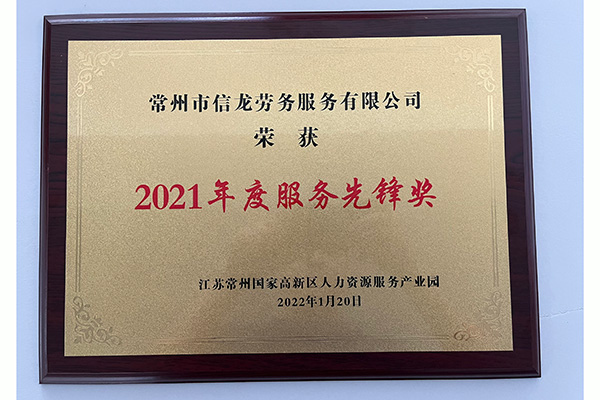 常州市信龙劳务服务有限公司
荣获
2021年度服务先锋奖
江苏常州国家高新区人力资源服务产业园
2022年1月20日